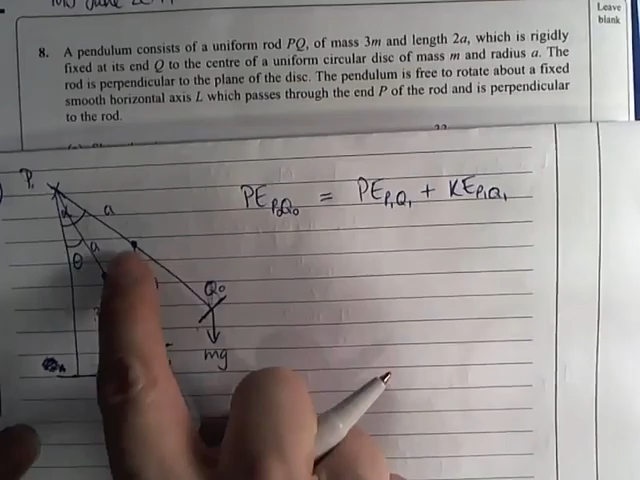 Leave
blank
8. A pendulum consists of a uniform rod PQ, of mass 3m and length 2a, which is rigidly
fixed at its end Q to the centre of a uniform circular disc of mass m and radius a. The
rod is perpendicular to the plane of the disc. The pendulum is free to rotate about a fixed
smooth horizontal axis L which passes through the end P of the rod and is perpendicular
to the rod.
P
PE P₀Q₀ = PE P₁Q₁ + KE P₁Q₁
α a
a
θ
Q₀
mg